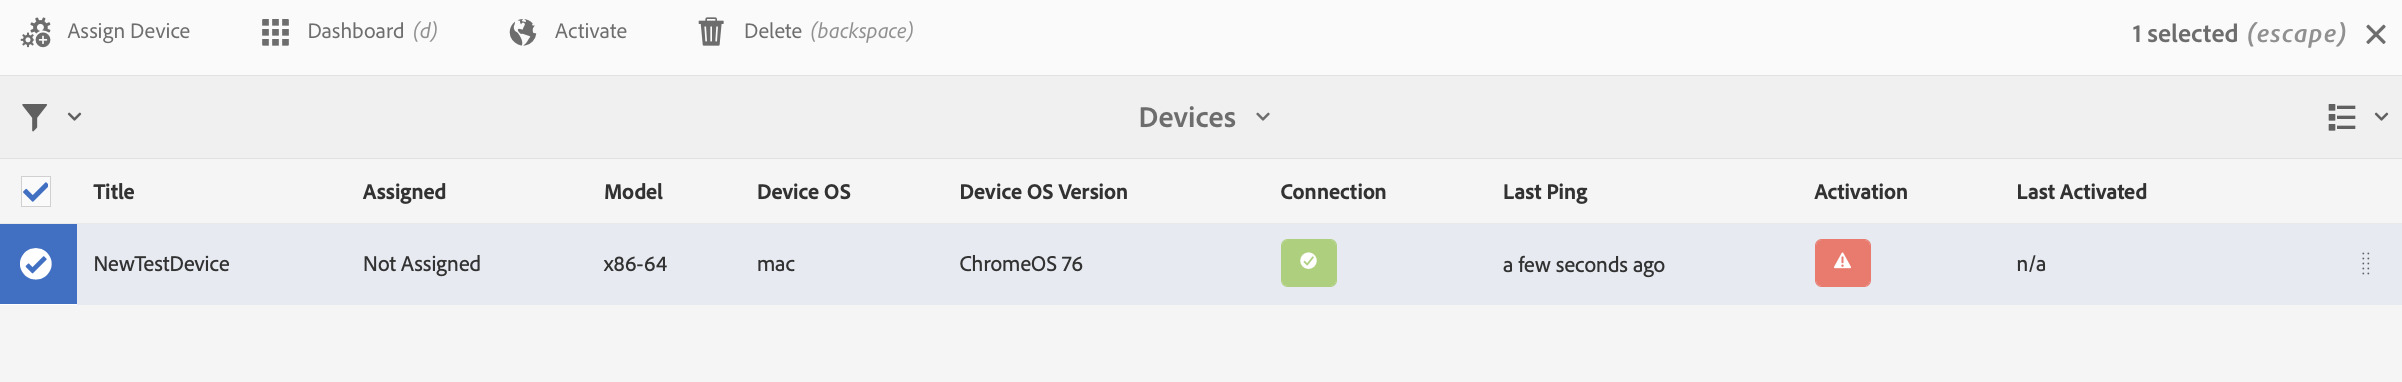 Assign Device Dashboard (d) Activate Delete (backspace) 1 selected (escape)
Devices
Title Assigned Model Device OS Device OS Version Connection Last Ping Activation Last Activated
NewTestDevice Not Assigned x86-64 mac ChromeOS 76 a few seconds ago n/a